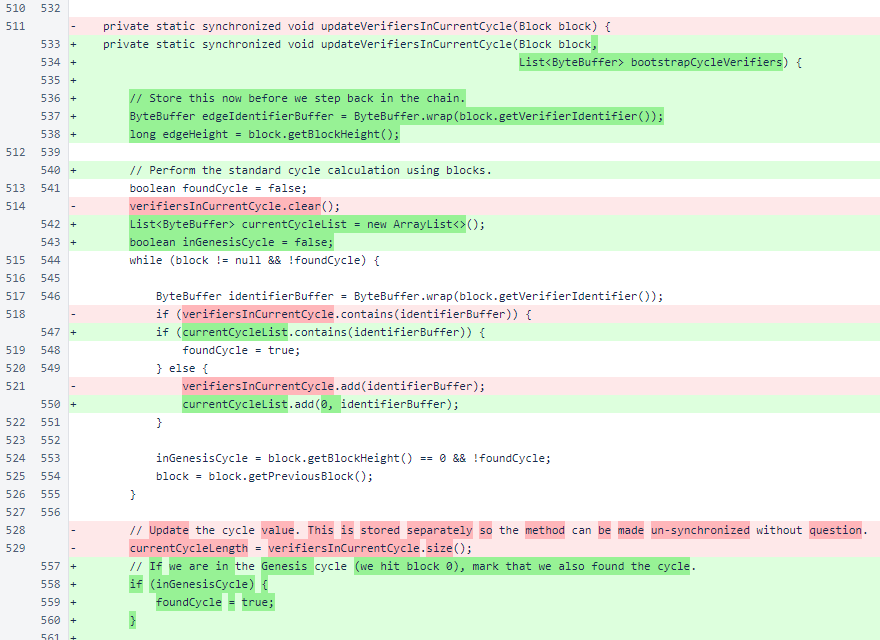 510 532
511 - private static synchronized void updateVerifiersInCurrentCycle(Block block) {
533 + private static synchronized void updateVerifiersInCurrentCycle(Block block,
534 + List<ByteBuffer> bootstrapCycleVerifiers) {
535 +
536 + // Store this now before we step back in the chain.
537 + ByteBuffer edgeIdentifierBuffer = ByteBuffer.wrap(block.getVerifierIdentifier());
538 + long edgeHeight = block.getBlockHeight();
512 539
540 + // Perform the standard cycle calculation using blocks.
513 541 boolean foundCycle = false;
514 - verifiersInCurrentCycle.clear();
542 + List<ByteBuffer> currentCycleList = new ArrayList<>();
543 + boolean inGenesisCycle = false;
515 544 while (block != null && !foundCycle) {
516 545
517 546 ByteBuffer identifierBuffer = ByteBuffer.wrap(block.getVerifierIdentifier());
518 - if (verifiersInCurrentCycle.contains(identifierBuffer)) {
547 + if (currentCycleList.contains(identifierBuffer)) {
519 548 foundCycle = true;
520 549 } else {
521 - verifiersInCurrentCycle.add(identifierBuffer);
550 + currentCycleList.add(0, identifierBuffer);
522 551 }
523 552
524 553 inGenesisCycle = block.getBlockHeight() == 0 && !foundCycle;
525 554 block = block.getPreviousBlock();
526 555 }
527 556
528 - // Update the cycle value. This is stored separately so the method can be made un-synchronized without question.
529 - currentCycleLength = verifiersInCurrentCycle.size();
557 + // If we are in the Genesis cycle (we hit block 0), mark that we also found the cycle.
558 + if (inGenesisCycle) {
559 + foundCycle = true;
560 + }
561 +